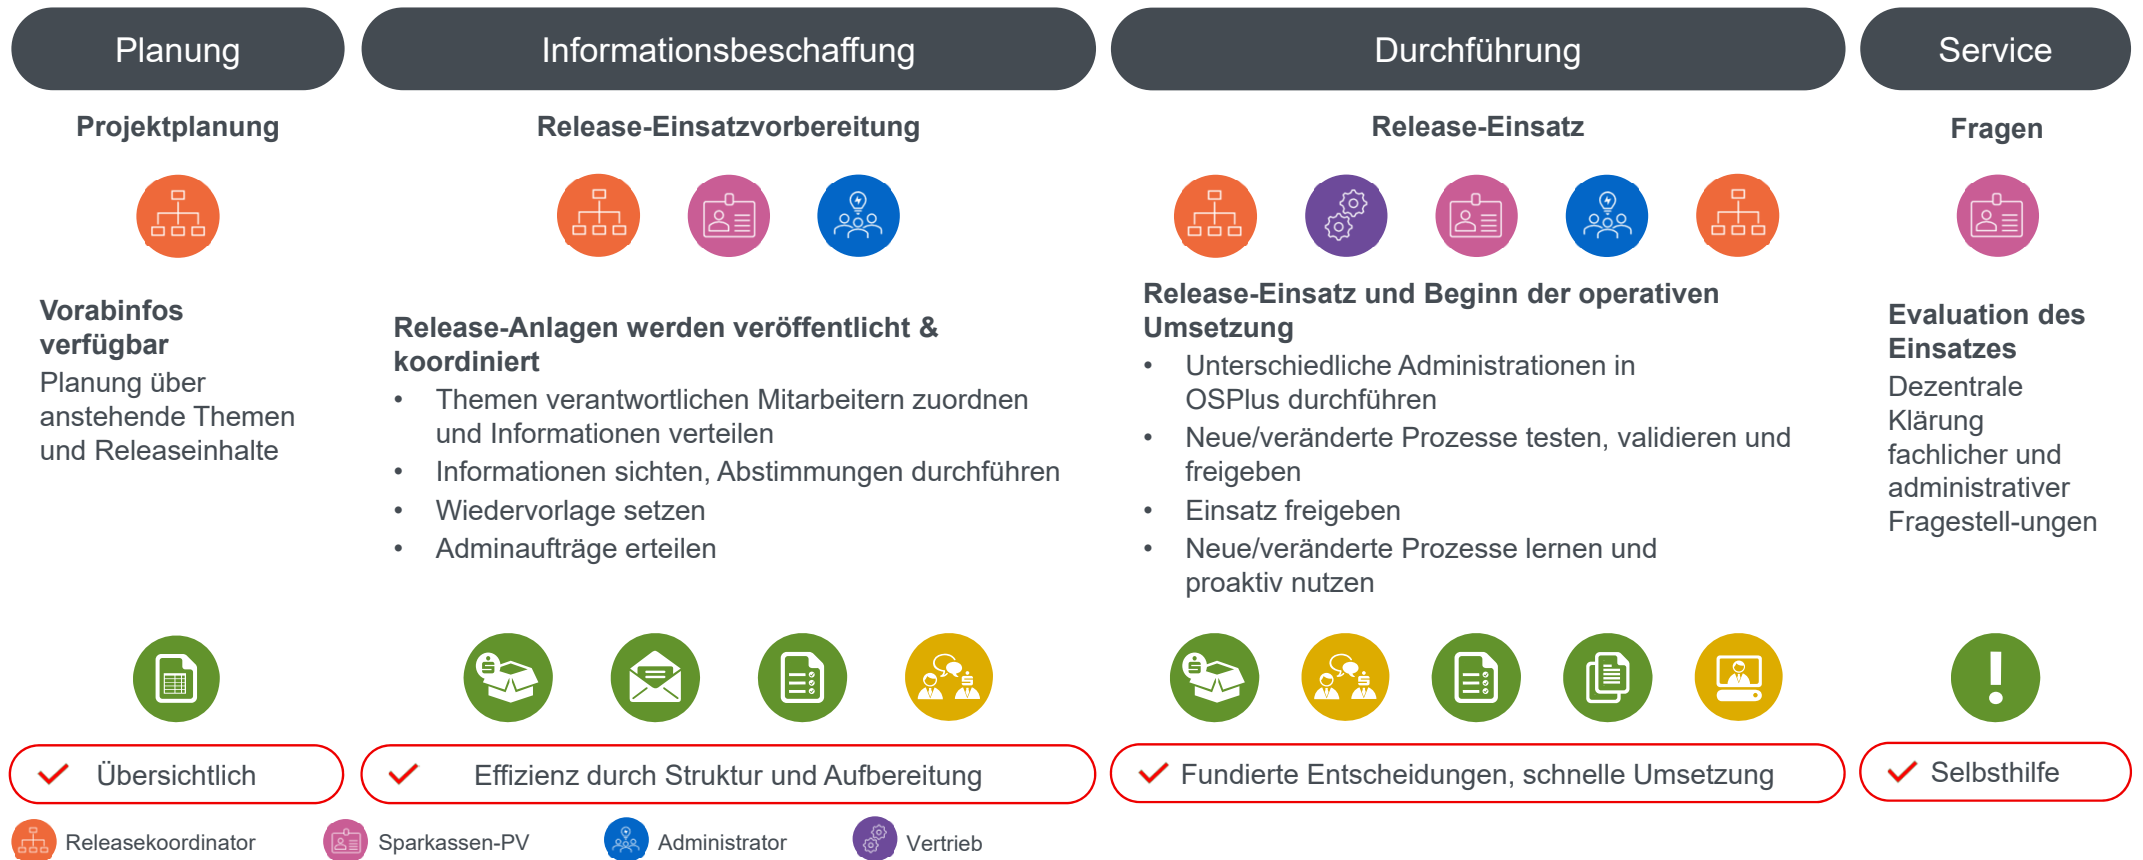 Planung
Informationsbeschaffung
Durchführung
Service
Projektplanung
Release-Einsatzvorbereitung
Release-Einsatz
Fragen
Vorabinfos
verfügbar
Planung über
anstehende Themen
und Releaseinhalte
Release-Anlagen werden veröffentlicht &
koordiniert
• Themen verantwortlichen Mitarbeitern zuordnen
und Informationen verteilen
• Informationen sichten, Abstimmungen durchführen
• Wiedervorlage setzen
• Adminaufträge erteilen
Release-Einsatz und Beginn der operativen
Umsetzung
• Unterschiedliche Administrationen in
OSPlus durchführen
• Neue/veränderte Prozesse testen, validieren und
freigeben
• Einsatz freigeben
• Neue/veränderte Prozesse lernen und
proaktiv nutzen
Evaluation des
Einsatzes
Dezentrale
Klärung
fachlicher und
administrativer
Fragestell-ungen
Übersichtlich
Effizienz durch Struktur und Aufbereitung
Fundierte Entscheidungen, schnelle Umsetzung
Selbsthilfe
Releasekoordinator
Sparkassen-PV
Administrator
Vertrieb